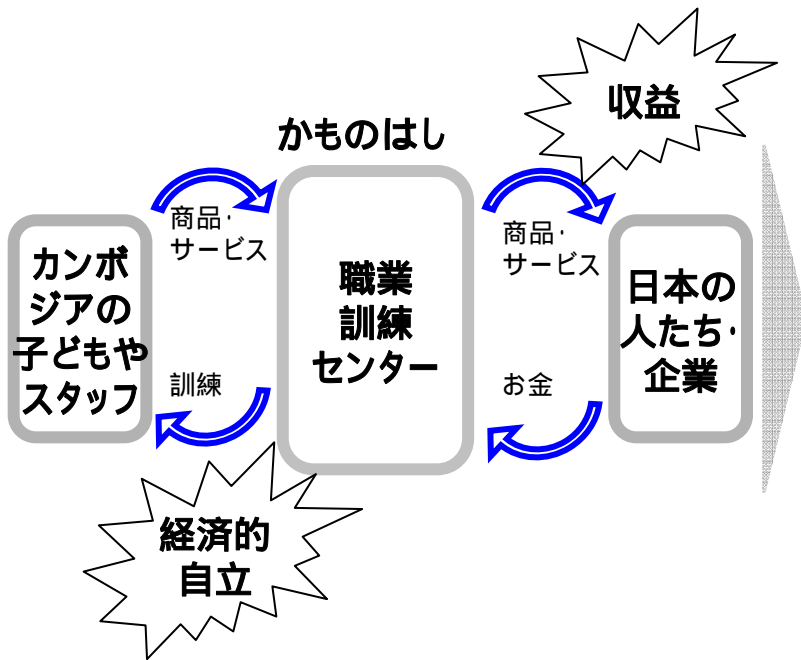 収益
かものはし
商品・
サービス
商品・
サービス
カンボ
ジアの
子どもや
スタッフ
職業
訓練
センター
日本の
人たち・
企業
訓練
お金
経済的
自立